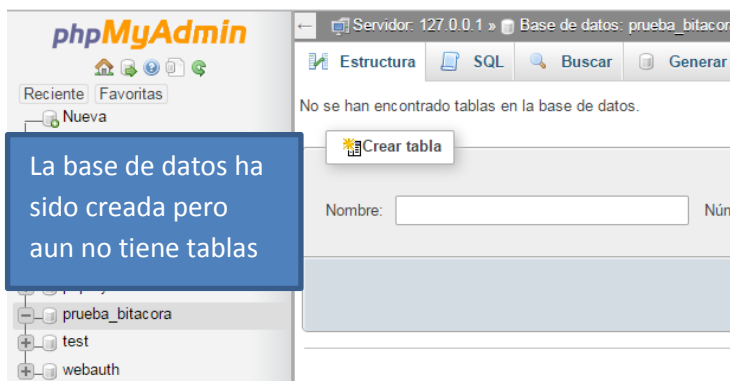 phpMyAdmin
Reciente Favoritas
Nueva
La base de datos ha
sido creada pero
aun no tiene tablas
prueba_bitacora
test
webauth
Servidor: 127.0.0.1 » Base de datos: prueba_bitacor
Estructura SQL Buscar Generar
No se han encontrado tablas en la base de datos.
Crear tabla
Nombre: Núm